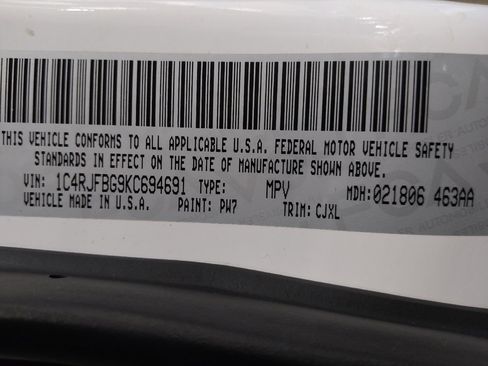 THIS VEHICLE CONFORMS TO ALL APPLICABLE U.S.A. FEDERAL MOTOR VEHICLE SAFETY
STANDARDS IN EFFECT ON THE DATE OF MANUFACTURE SHOWN ABOVE.
VIN: 1C4RJFBG9KC694691 TYPE: MPV MDH: 021806 463AA
VEHICLE MADE IN U.S.A. PAINT: PW7 TRIM: CJXL